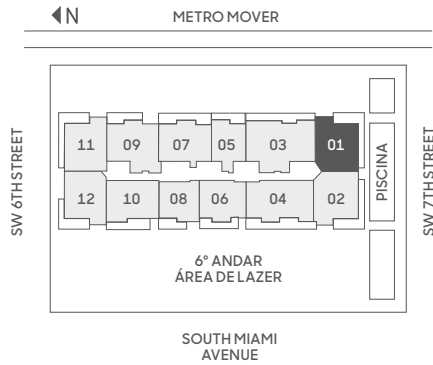 N
METRO MOVER
SW 6TH STREET
11 09 07 05 03 01
PISCINA
SW 7TH STREET
12 10 08 06 04 02
6º ANDAR
ÁREA DE LAZER
SOUTH MIAMI
AVENUE